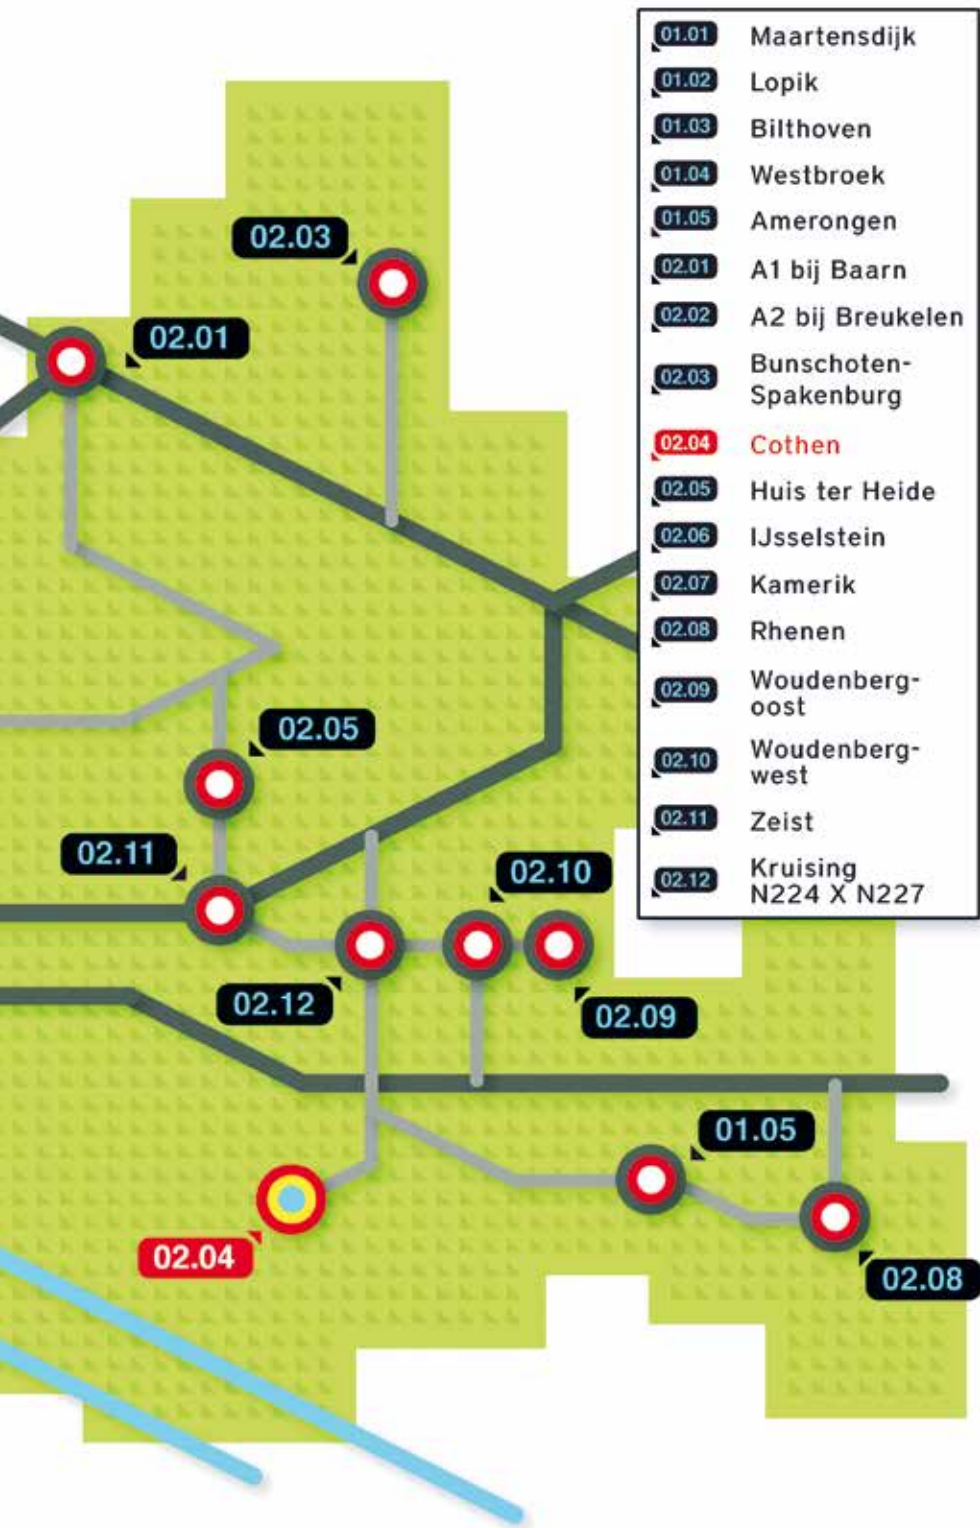 01.01 Maartensdijk
01.02 Lopik
01.03 Bilthoven
01.04 Westbroek
01.05 Amerongen
02.01 A1 bij Baarn
02.02 A2 bij Breukelen
02.03 Bunschoten-
Spakenburg
02.04 Cothen
02.05 Huis ter Heide
02.06 IJsselstein
02.07 Kamerik
02.08 Rhenen
02.09 Woudenberg-
oost
02.10 Woudenberg-
west
02.11 Zeist
02.12 Kruising
N224 X N227
02.03
02.01
02.05
02.11
02.10
02.12
02.09
01.05
02.04
02.08